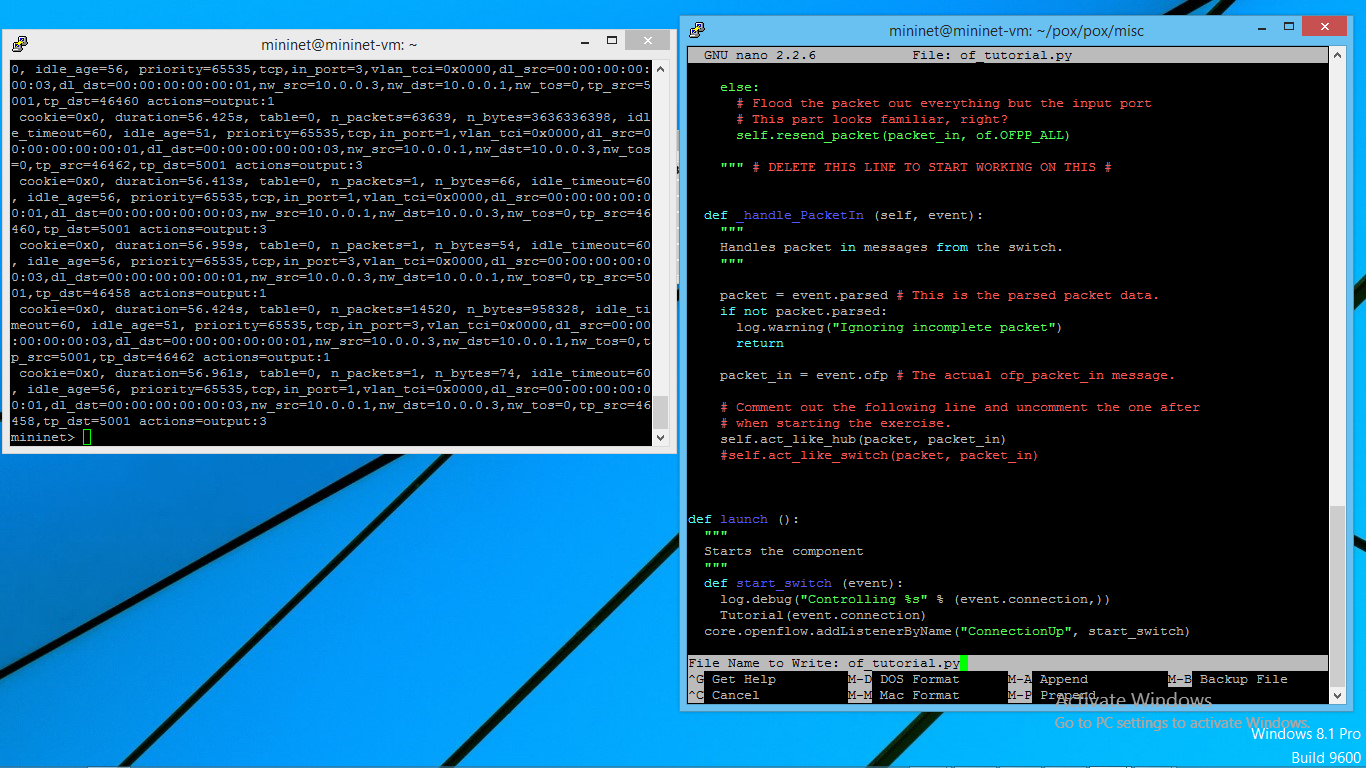 mininet@mininet-vm: ~
0, idle_age=56, priority=65535,tcp,in_port=3,vlan_tci=0x0000,dl_src=00:00:00:00:
00:03,dl_dst=00:00:00:00:00:01,nw_src=10.0.0.3,nw_dst=10.0.0.1,nw_tos=0,tp_src=5
001,tp_dst=46460 actions=output:1
 cookie=0x0, duration=56.425s, table=0, n_packets=63639, n_bytes=3636336398, idl
e_timeout=60, idle_age=51, priority=65535,tcp,in_port=1,vlan_tci=0x0000,dl_src=0
0:00:00:00:00:01,dl_dst=00:00:00:00:00:03,nw_src=10.0.0.1,nw_dst=10.0.0.3,nw_tos
=0,tp_src=46462,tp_dst=5001 actions=output:3
 cookie=0x0, duration=56.413s, table=0, n_packets=1, n_bytes=66, idle_timeout=60
, idle_age=56, priority=65535,tcp,in_port=1,vlan_tci=0x0000,dl_src=00:00:00:00:0
0:01,dl_dst=00:00:00:00:00:03,nw_src=10.0.0.1,nw_dst=10.0.0.3,nw_tos=0,tp_src=46
460,tp_dst=5001 actions=output:3
 cookie=0x0, duration=56.959s, table=0, n_packets=1, n_bytes=54, idle_timeout=60
, idle_age=56, priority=65535,tcp,in_port=3,vlan_tci=0x0000,dl_src=00:00:00:00:0
0:03,dl_dst=00:00:00:00:00:01,nw_src=10.0.0.3,nw_dst=10.0.0.1,nw_tos=0,tp_src=50
01,tp_dst=46458 actions=output:1
 cookie=0x0, duration=56.424s, table=0, n_packets=14520, n_bytes=958328, idle_ti
meout=60, idle_age=51, priority=65535,tcp,in_port=3,vlan_tci=0x0000,dl_src=00:00
:00:00:00:03,dl_dst=00:00:00:00:00:01,nw_src=10.0.0.3,nw_dst=10.0.0.1,nw_tos=0,t
p_src=5001,tp_dst=46462 actions=output:1
 cookie=0x0, duration=56.961s, table=0, n_packets=1, n_bytes=74, idle_timeout=60
, idle_age=56, priority=65535,tcp,in_port=1,vlan_tci=0x0000,dl_src=00:00:00:00:0
0:01,dl_dst=00:00:00:00:00:03,nw_src=10.0.0.1,nw_dst=10.0.0.3,nw_tos=0,tp_src=46
458,tp_dst=5001 actions=output:3
mininet>
mininet@mininet-vm: ~/pox/pox/misc
GNU nano 2.2.6 File: of_tutorial.py
    else:
      # Flood the packet out everything but the input port
      # This part looks familiar, right?
      self.resend_packet(packet_in, of.OFPP_ALL)
    """ # DELETE THIS LINE TO START WORKING ON THIS #
  def _handle_PacketIn (self, event):
    """
    Handles packet in messages from the switch.
    """
    packet = event.parsed # This is the parsed packet data.
    if not packet.parsed:
      log.warning("Ignoring incomplete packet")
      return
    packet_in = event.ofp # The actual ofp_packet_in message.
    # Comment out the following line and uncomment the one after
    # when starting the exercise.
    self.act_like_hub(packet, packet_in)
    #self.act_like_switch(packet, packet_in)
def launch ():
  """
  Starts the component
  """
  def start_switch (event):
    log.debug("Controlling %s" % (event.connection,))
    Tutorial(event.connection)
  core.openflow.addListenerByName("ConnectionUp", start_switch)
File Name to Write: of_tutorial.py
^G Get Help M-D DOS Format M-A Append M-B Backup File
^C Cancel M-M Mac Format M-P Prepend
Activate Windows
Go to PC settings to activate Windows.
Windows 8.1 Pro
Build 9600